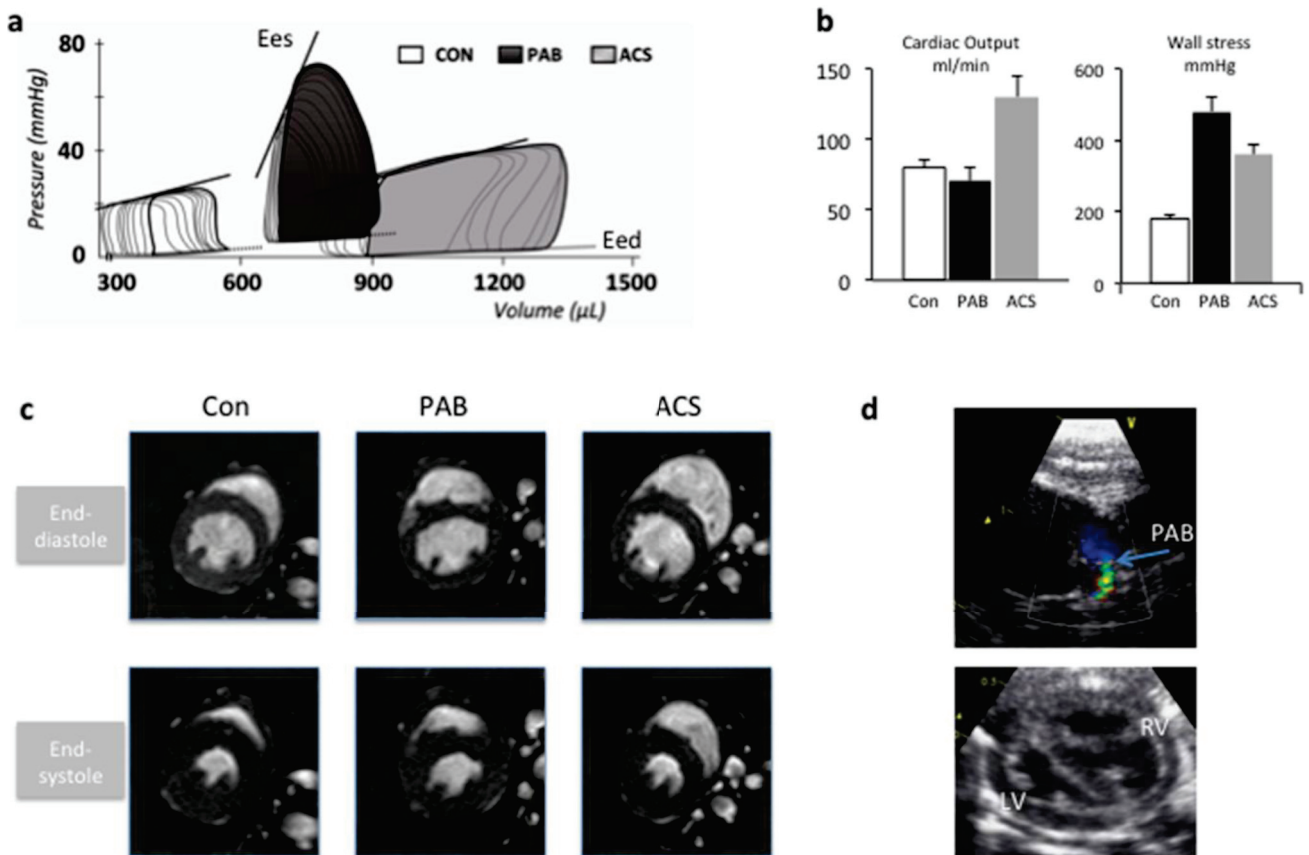 a
80
40
0
Pressure (mmHg)
Ees
CON PAB ACS
Eed
300 600 900 1200 1500
Volume (µL)
b
Cardiac Output
ml/min
150
100
50
0
Con PAB ACS
Wall stress
mmHg
600
400
200
0
Con PAB ACS
c
Con PAB ACS
End-
diastole
End-
systole
d
V
PAB
0.5
RV
LV